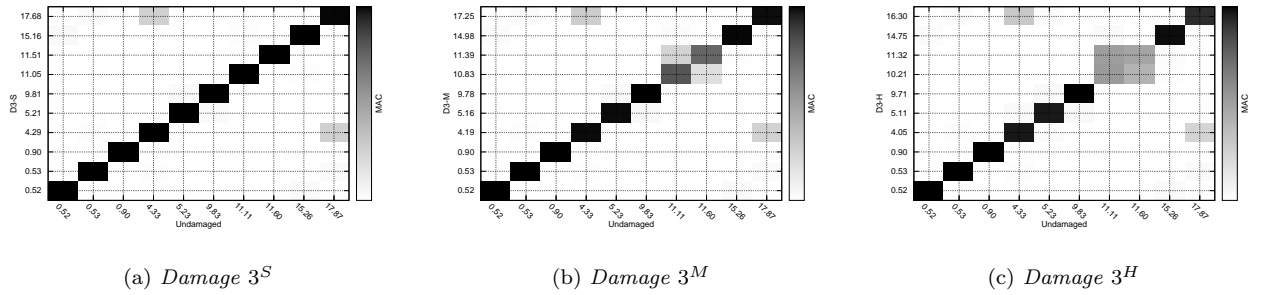 17.68
15.16
11.51
11.05
9.81
5.21
4.29
0.90
0.53
0.52
D3-S
0.52 0.53 0.90 4.33 5.23 9.83 11.11 11.60 15.26 17.87
Undamaged
MAC
(a) Damage 3^S
17.25
14.98
11.39
10.83
9.78
5.16
4.19
0.90
0.53
0.52
D3-M
0.52 0.53 0.90 4.33 5.23 9.83 11.11 11.60 15.26 17.87
Undamaged
MAC
(b) Damage 3^M
16.30
14.75
11.32
10.21
9.71
5.11
4.05
0.90
0.53
0.52
D3-H
0.52 0.53 0.90 4.33 5.23 9.83 11.11 11.60 15.26 17.87
Undamaged
MAC
(c) Damage 3^H